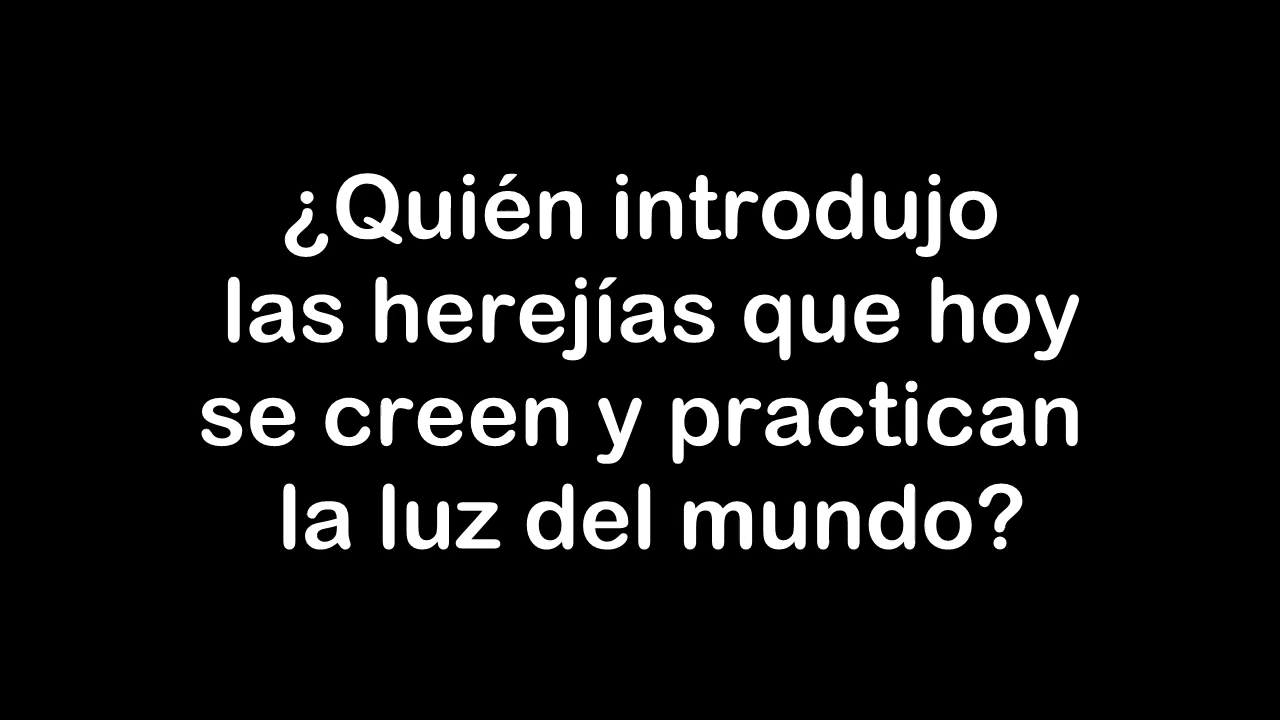 ¿Quién introdujo
las herejías que hoy
se creen y practican
la luz del mundo?